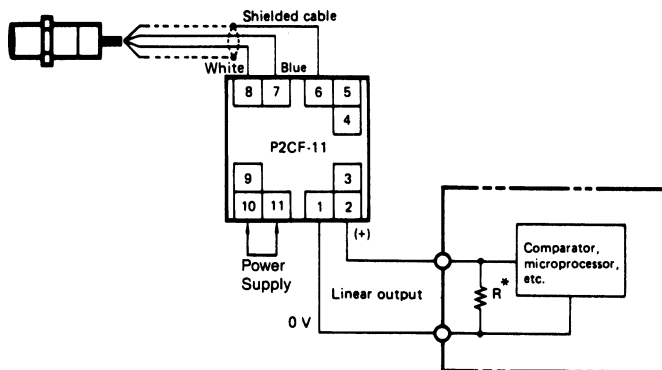 Shielded cable
White
Blue
8 7 6 5
4
P2CF-11
9 3
10 11 1 2
(+)
Power
Supply
Linear output
0 V
Comparator,
microprocessor,
etc.
R*